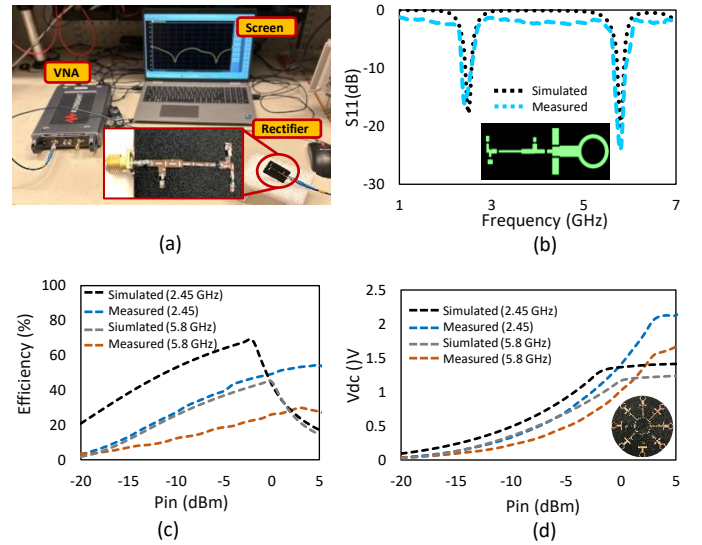 Screen
VNA
Rectifier
(a)
S11(dB)
0
-10
-20
-30
Simulated
Measured
1
3
5
7
Frequency (GHz)
(b)
Efficiency (%)
100
80
60
40
20
0
Simulated (2.45 GHz)
Measured (2.45)
Siumlated (5.8 GHz)
Measured (5.8 GHz)
-20
-15
-10
-5
0
5
Pin (dBm)
(c)
Vdc ()V
2.5
2
1.5
1
0.5
0
Simulated (2.45 GHz)
Measured (2.45)
Siumlated (5.8 GHz)
Measured (5.8 GHz)
-20
-15
-10
-5
0
5
Pin (dBm)
(d)